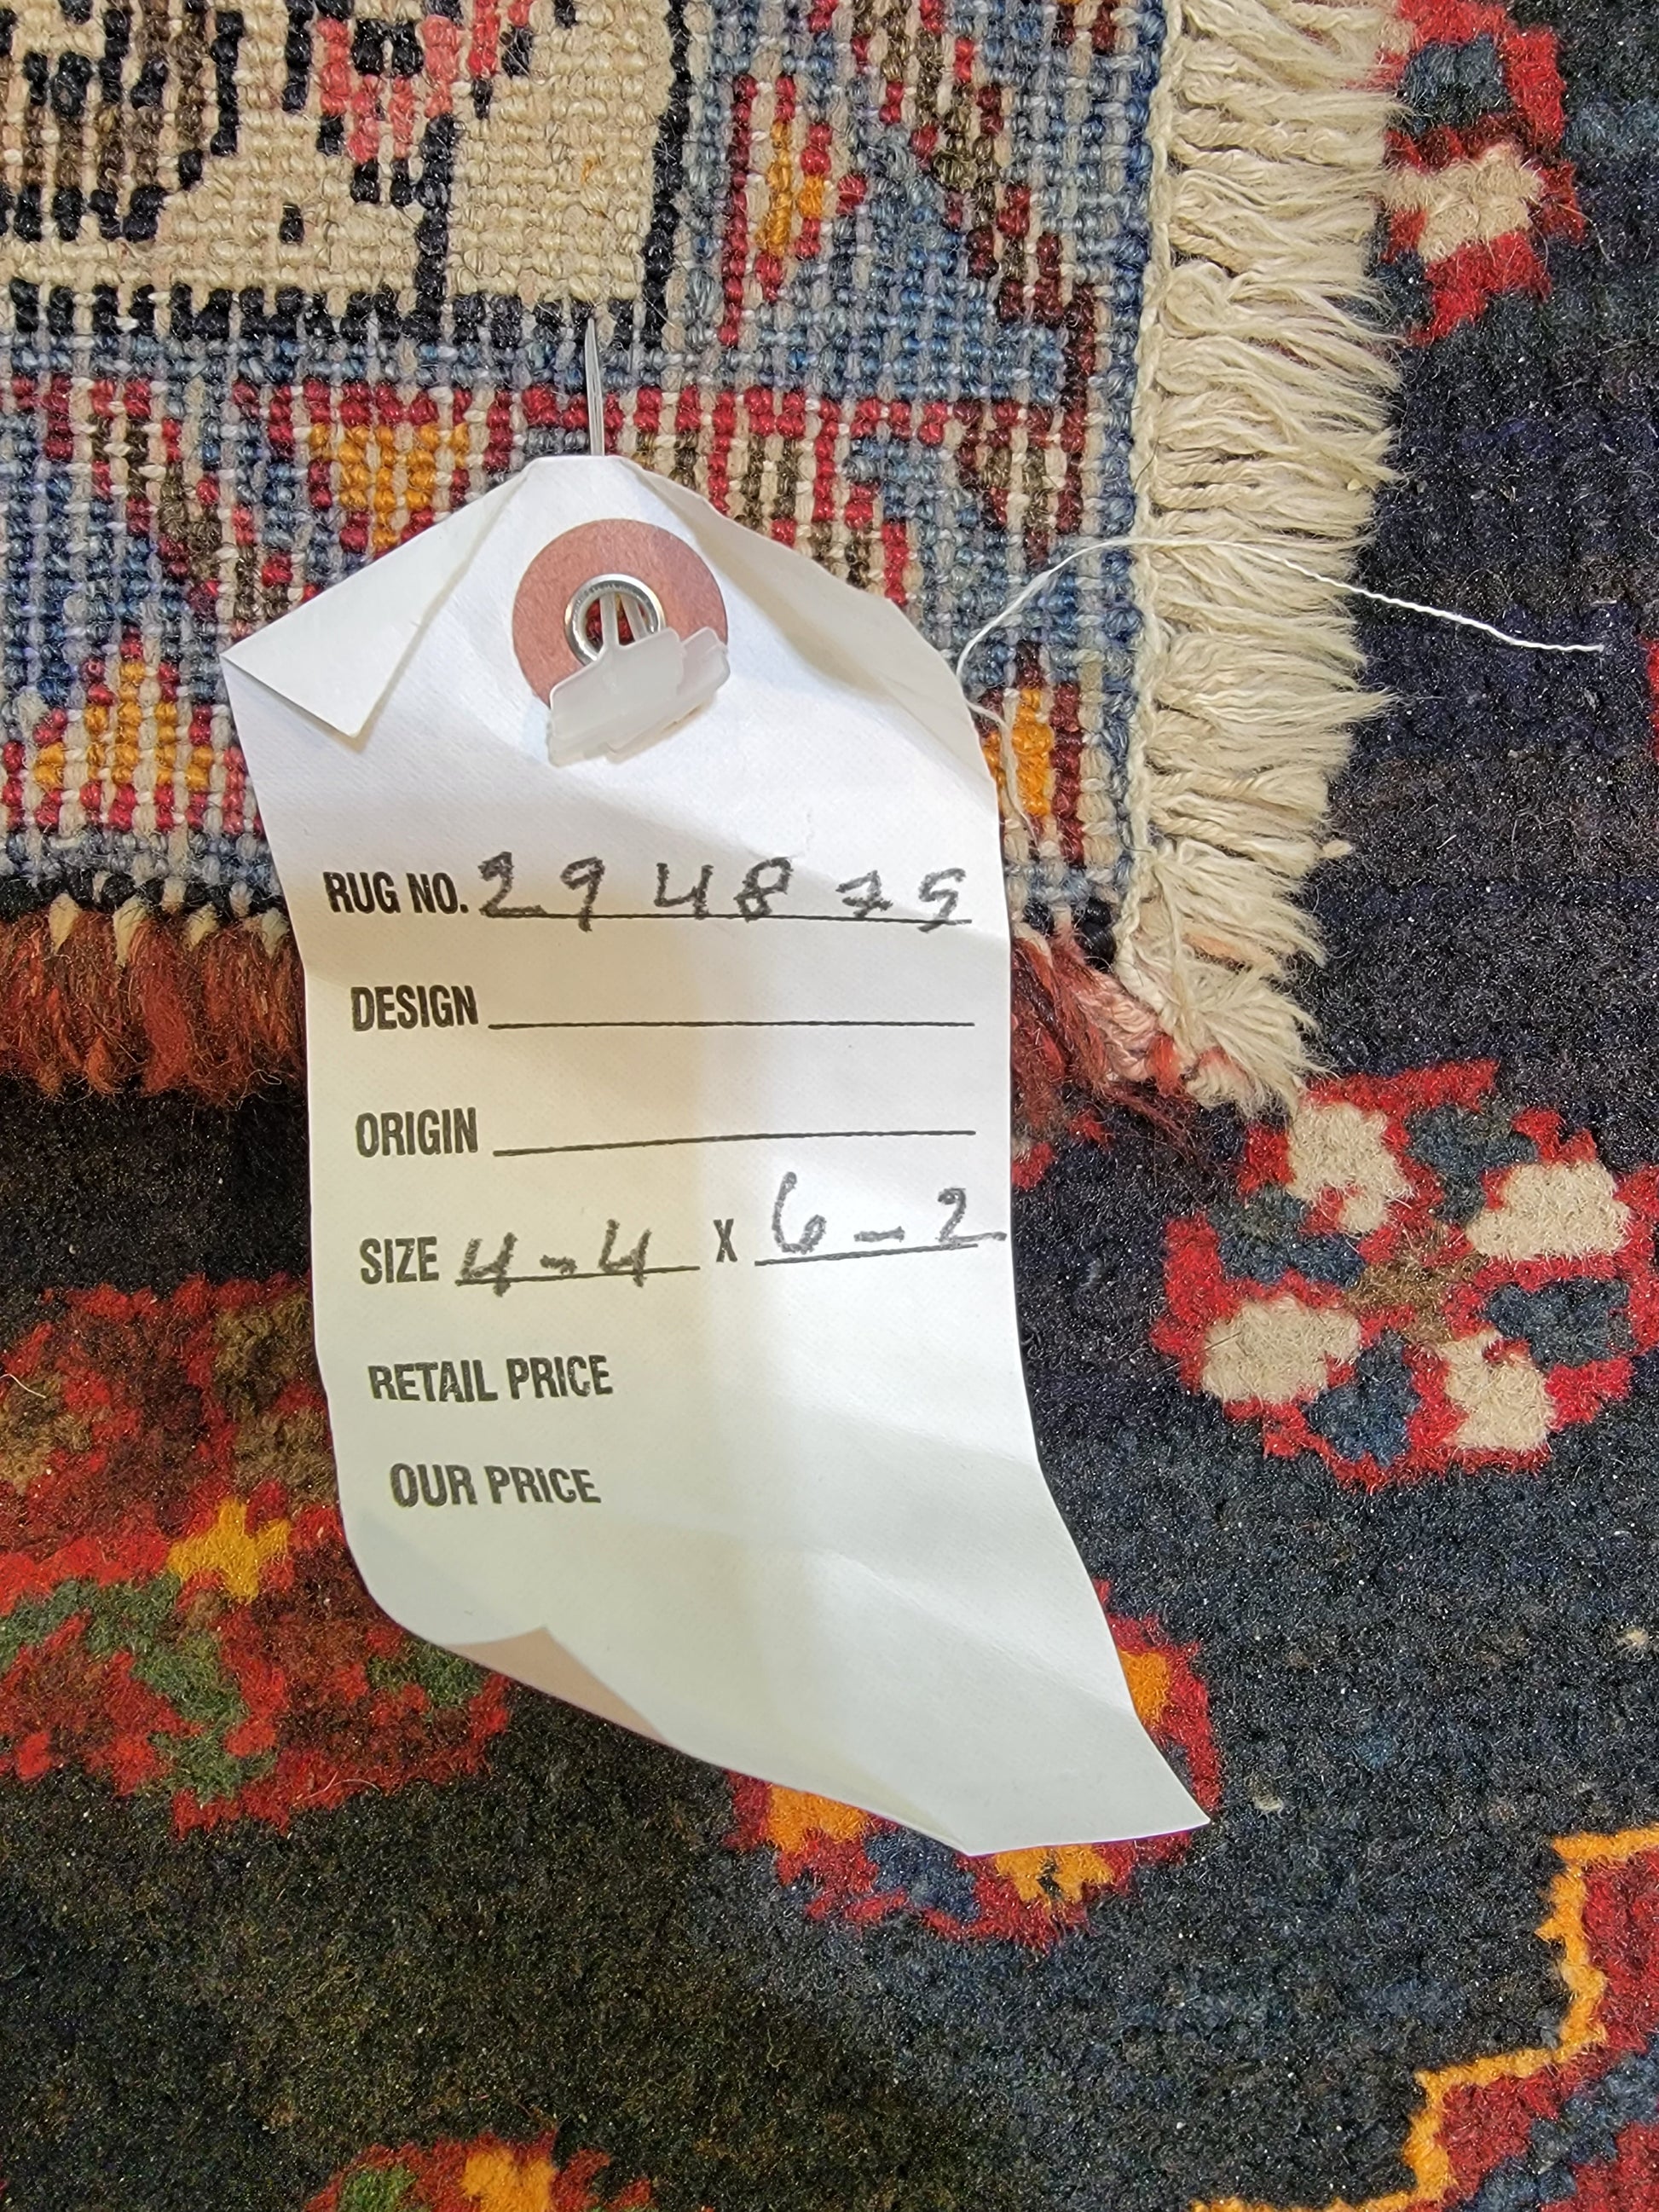 RUG NO. 294875
DESIGN
ORIGIN
SIZE 4-4 X 6-2
RETAIL PRICE
OUR PRICE